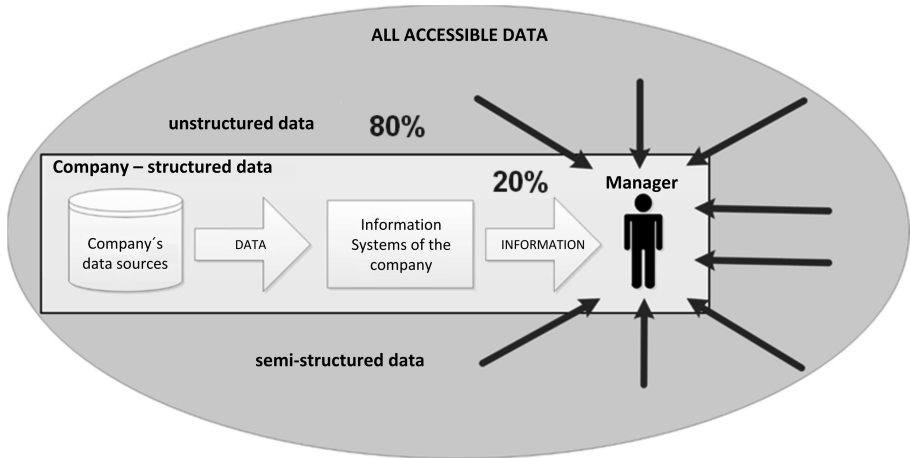 ALL ACCESSIBLE DATA
unstructured data
80%
Company – structured data
20%
Manager
Company´s
data sources
DATA
Information
Systems of the
company
INFORMATION
semi-structured data